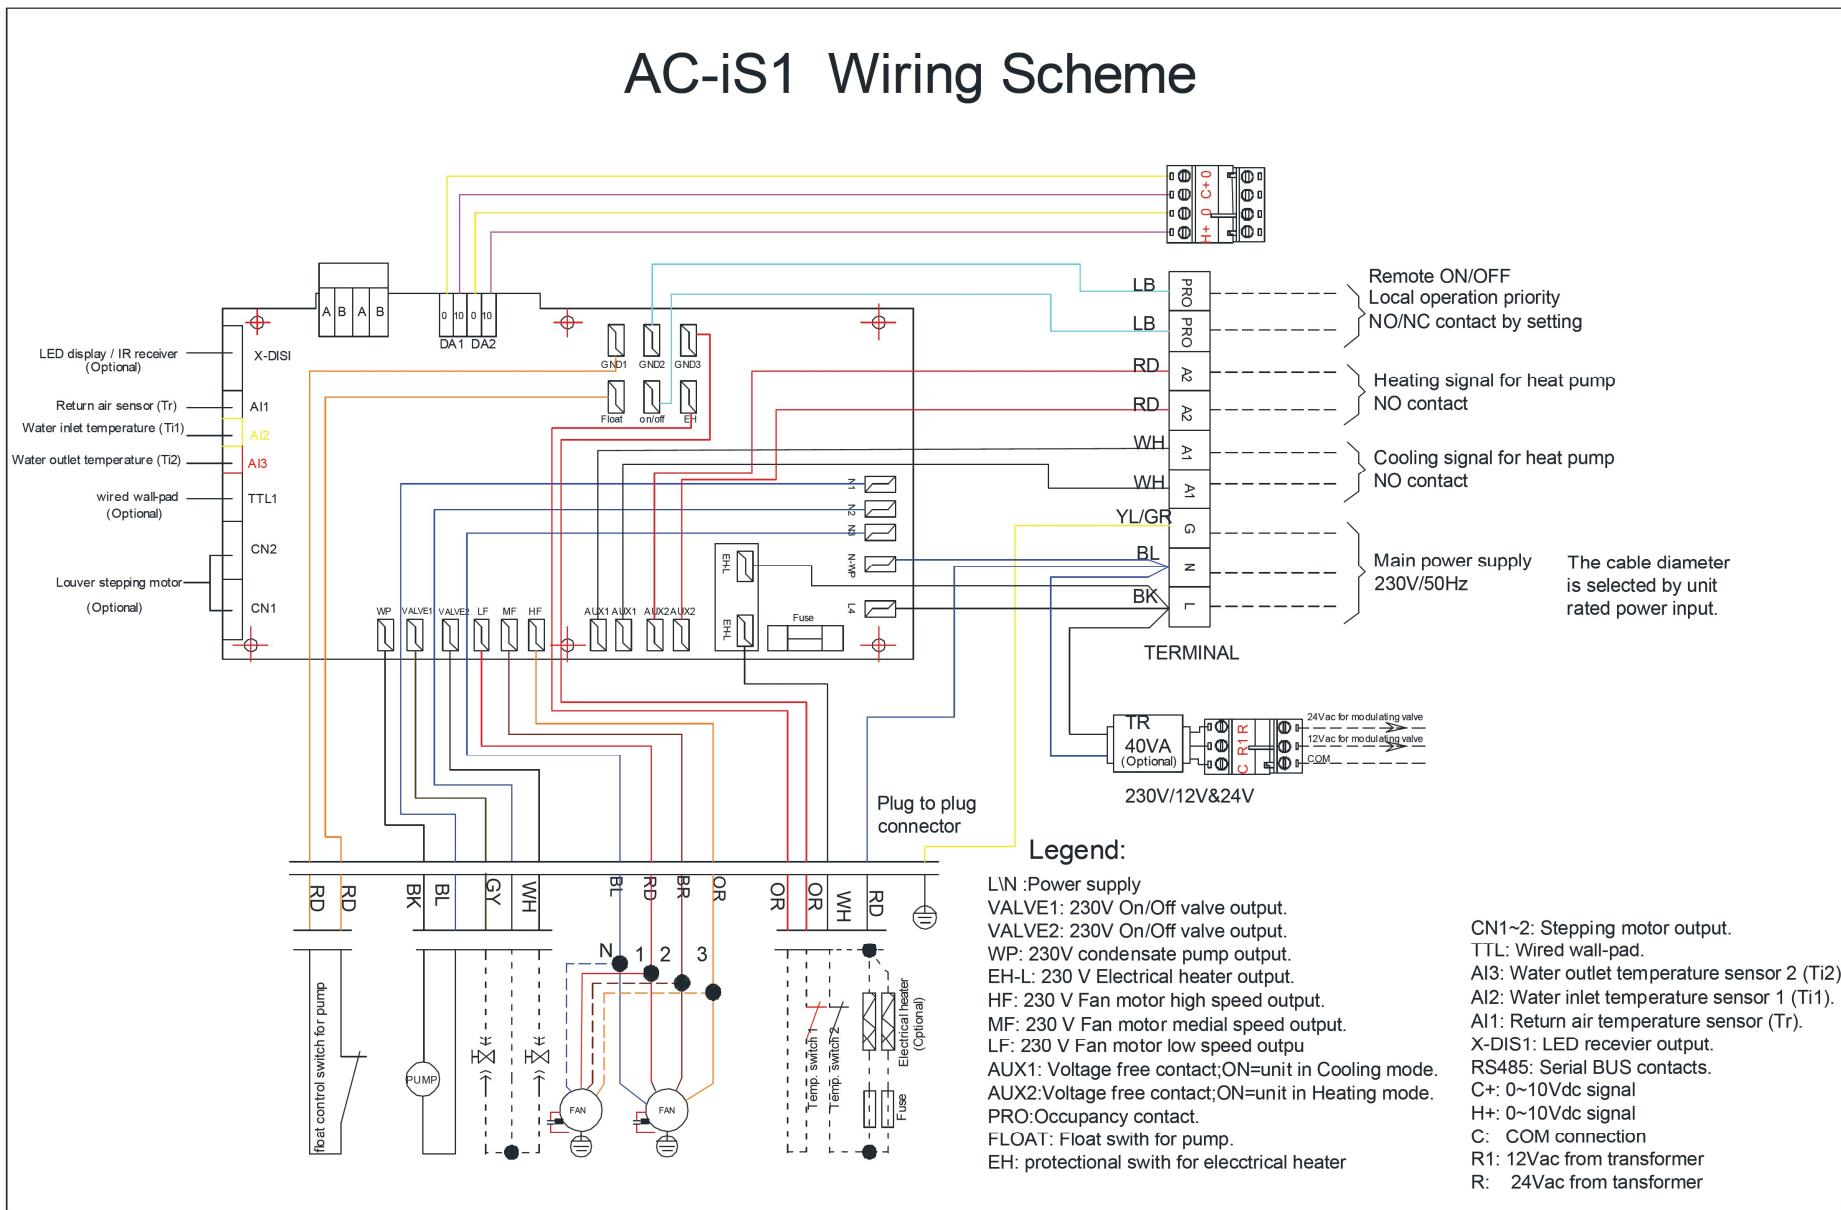 AC-iS1 Wiring Scheme
H+ 0 C+0
A B A B
0 10 0 10
DA1 DA2
LED display / IR receiver
(Optional)
X-DISI
Return air sensor (Tr)
AI1
Water inlet temperature (Ti1)
AI2
Water outlet temperature (Ti2)
AI3
wired wall-pad
(Optional)
TTL1
CN2
Louver stepping motor
(Optional)
CN1
GND1 GND2 GND3
Float on/off EH
N1
N2
N3
N-WP
L4
EH-L
EH-L
Fuse
WP VALVE1 VALVE2 LF MF HF AUX1 AUX1 AUX2 AUX2
LB PRO
LB PRO
RD A2
RD A2
WH A1
WH A1
YL/GR G
BL N
BK L
TERMINAL
Remote ON/OFF
Local operation priority
NO/NC contact by setting
Heating signal for heat pump
NO contact
Cooling signal for heat pump
NO contact
Main power supply
230V/50Hz
The cable diameter
is selected by unit
rated power input.
TR
40VA
(Optional)
C R1R
24Vac for modulating valve
12Vac for modulating valve
COM
230V/12V&24V
Plug to plug
connector
RD RD BK BL GY WH BL RD BR OR OR OR WH RD
N 1 2 3
float control switch for pump
PUMP
FAN
FAN
Temp. switch 1
Temp. switch 2
Electrical heater
(Optional)
Fuse
Legend:
L\N :Power supply
VALVE1: 230V On/Off valve output.
VALVE2: 230V On/Off valve output.
WP: 230V condensate pump output.
EH-L: 230 V Electrical heater output.
HF: 230 V Fan motor high speed output.
MF: 230 V Fan motor medial speed output.
LF: 230 V Fan motor low speed outpu
AUX1: Voltage free contact;ON=unit in Cooling mode.
AUX2:Voltage free contact;ON=unit in Heating mode.
PRO:Occupancy contact.
FLOAT: Float swith for pump.
EH: protectional swith for elecctrical heater
CN1~2: Stepping motor output.
TTL: Wired wall-pad.
AI3: Water outlet temperature sensor 2 (Ti2)
AI2: Water inlet temperature sensor 1 (Ti1).
AI1: Return air temperature sensor (Tr).
X-DIS1: LED recevier output.
RS485: Serial BUS contacts.
C+: 0~10Vdc signal
H+: 0~10Vdc signal
C: COM connection
R1: 12Vac from transformer
R: 24Vac from tansformer